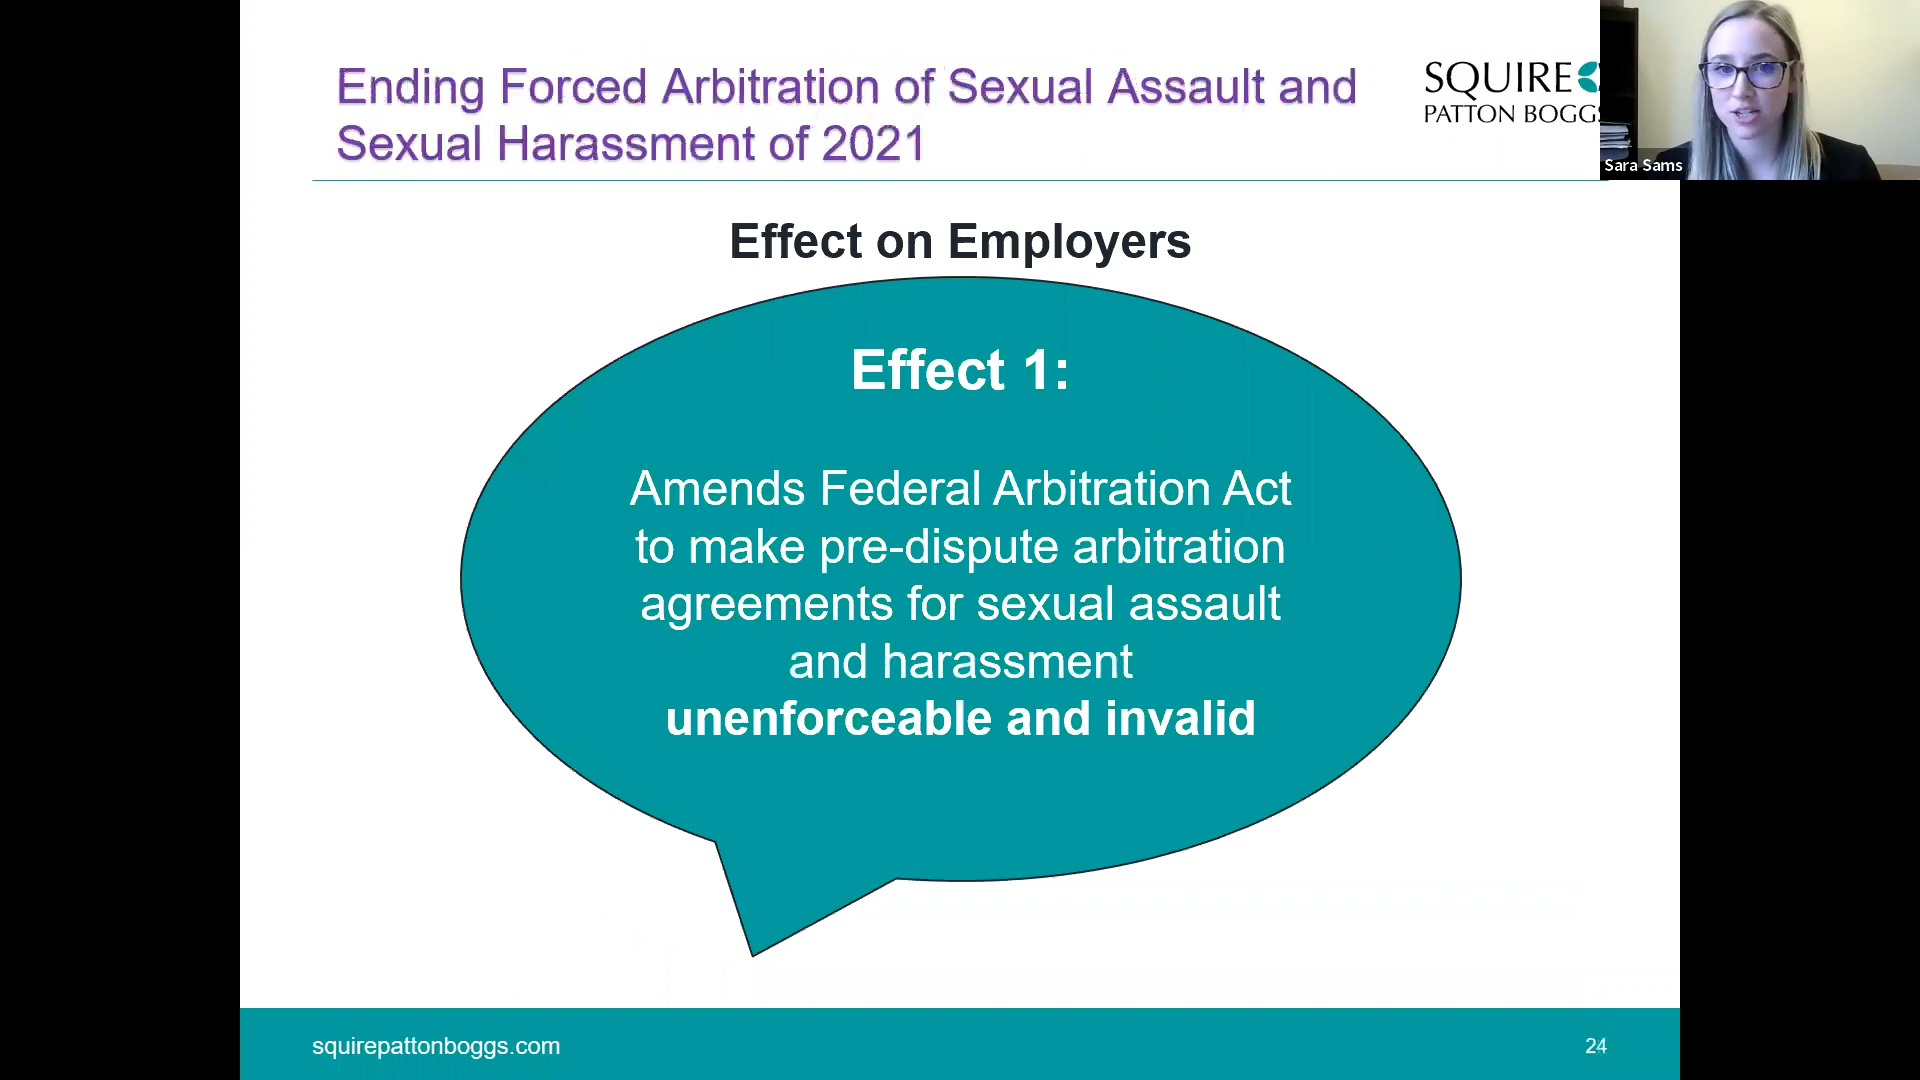 Ending Forced Arbitration of Sexual Assault and
Sexual Harassment of 2021
SQUIRE
PATTON BOGGS
Sara Sams
Effect on Employers
Effect 1:
Amends Federal Arbitration Act
to make pre-dispute arbitration
agreements for sexual assault
and harassment
unenforceable and invalid
squirepattonboggs.com
24